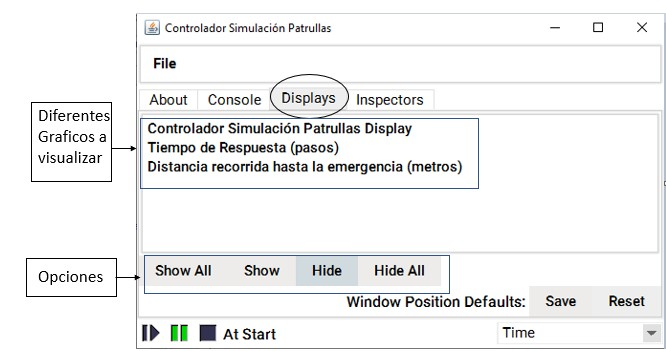 Controlador Simulación Patrullas
File
About Console Displays Inspectors
Diferentes
Graficos a
visualizar
Controlador Simulación Patrullas Display
Tiempo de Respuesta (pasos)
Distancia recorrida hasta la emergencia (metros)
Opciones
Show All Show Hide Hide All
Window Position Defaults: Save Reset
At Start Time